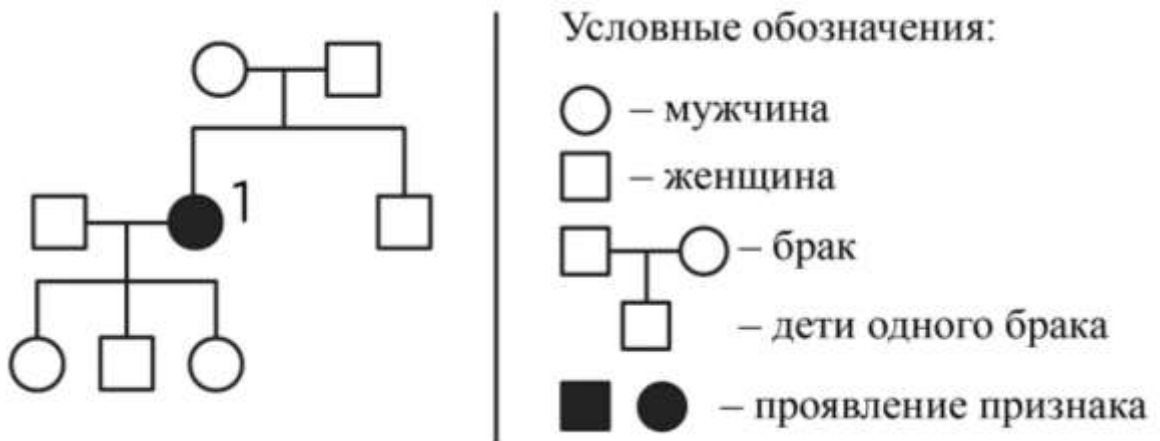 1
Условные обозначения:
– мужчина
– женщина
– брак
– дети одного брака
– проявление признака